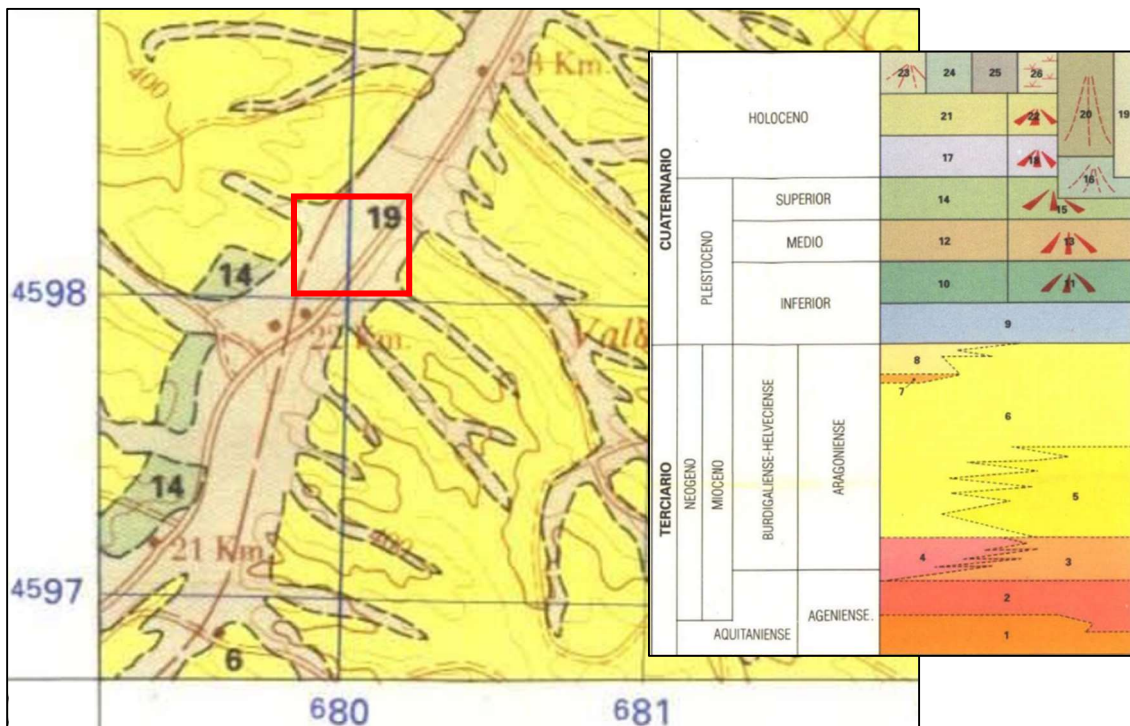 400
23 Km.
19
14
4598
22 Km.
14
400
21 Km.
4597
6
680
681
CUATERNARIO
HOLOCENO
PLEISTOCENO
SUPERIOR
MEDIO
INFERIOR
TERCIARIO
NEOGENO
MIOCENO
BURDIGALIENSE-HELVECIENSE
ARAGONIENSE
AQUITANIENSE
AGENIENSE.
23 24 25 26
20 19
21 22
17 18
16
14 15
12 13
10 11
9
8
7
6
5
4 3
2
1